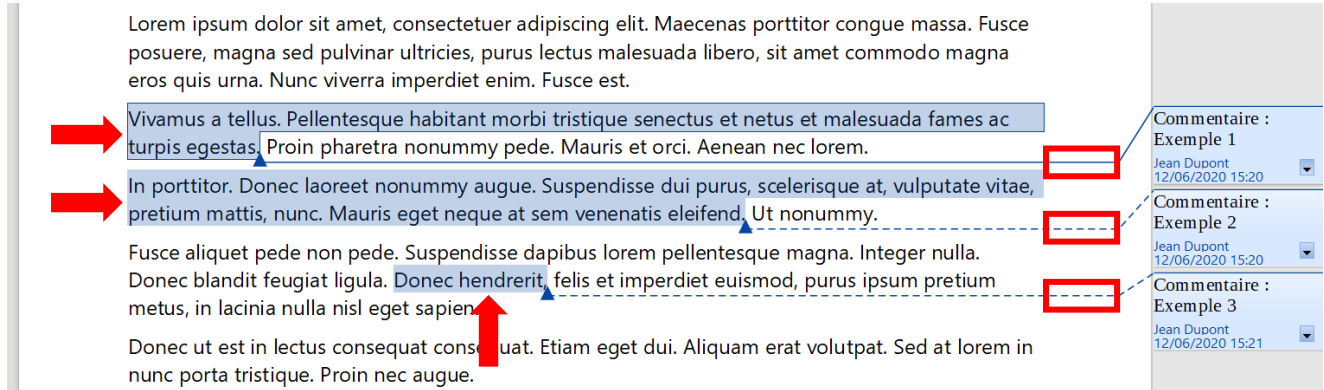 Lorem ipsum dolor sit amet, consectetuer adipiscing elit. Maecenas porttitor congue massa. Fusce
posuere, magna sed pulvinar ultricies, purus lectus malesuada libero, sit amet commodo magna
eros quis urna. Nunc viverra imperdiet enim. Fusce est.
Vivamus a tellus. Pellentesque habitant morbi tristique senectus et netus et malesuada fames ac
turpis egestas. Proin pharetra nonummy pede. Mauris et orci. Aenean nec lorem.
In porttitor. Donec laoreet nonummy augue. Suspendisse dui purus, scelerisque at, vulputate vitae,
pretium mattis, nunc. Mauris eget neque at sem venenatis eleifend. Ut nonummy.
Fusce aliquet pede non pede. Suspendisse dapibus lorem pellentesque magna. Integer nulla.
Donec blandit feugiat ligula. Donec hendrerit, felis et imperdiet euismod, purus ipsum pretium
metus, in lacinia nulla nisl eget sapien
Donec ut est in lectus consequat consequat. Etiam eget dui. Aliquam erat volutpat. Sed at lorem in
nunc porta tristique. Proin nec augue.
Commentaire :
Exemple 1
Jean Dupont
12/06/2020 15:20
Commentaire :
Exemple 2
Jean Dupont
12/06/2020 15:20
Commentaire :
Exemple 3
Jean Dupont
12/06/2020 15:21